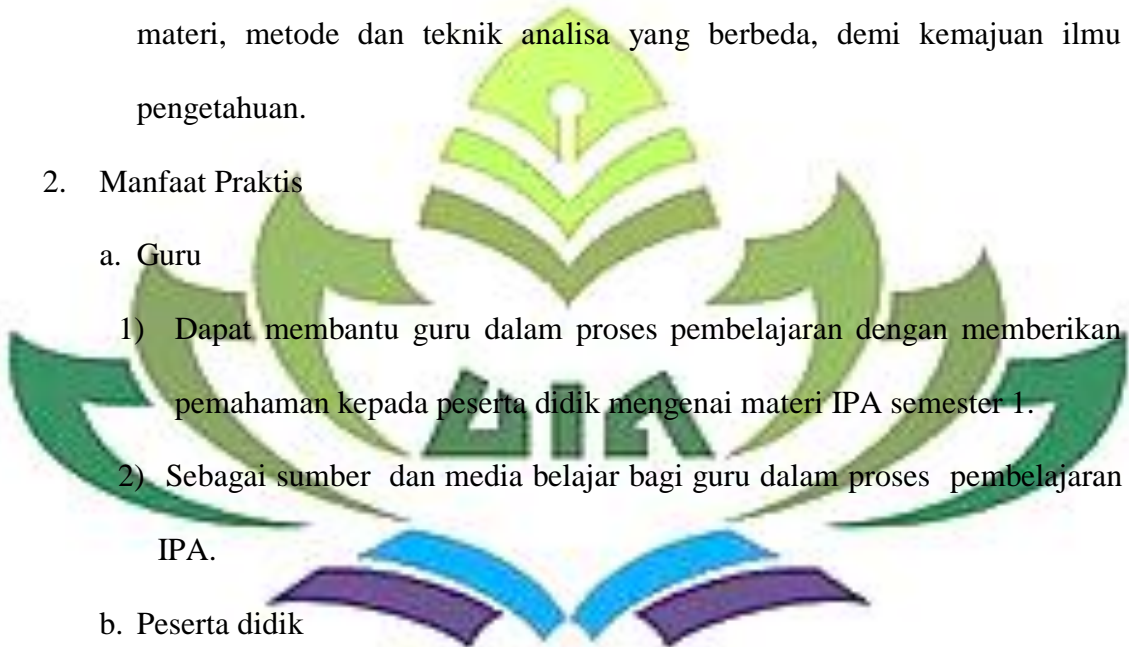 materi, metode dan teknik analisa yang berbeda, demi kemajuan ilmu
pengetahuan.
2. Manfaat Praktis
a. Guru
1) Dapat membantu guru dalam proses pembelajaran dengan memberikan
pemahaman kepada peserta didik mengenai materi IPA semester 1.
2) Sebagai sumber dan media belajar bagi guru dalam proses pembelajaran
IPA.
b. Peserta didik